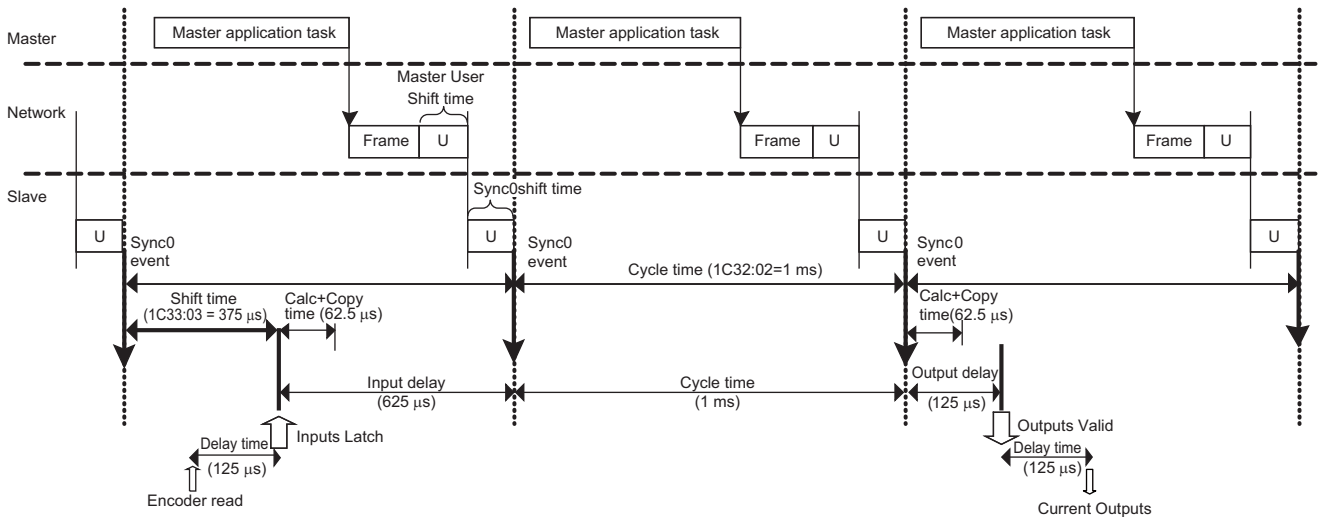 Master
Master application task
Master application task
Master application task
Master User
Shift time
Network
Frame
U
Frame
U
Frame
U
Slave
Sync0shift time
U
U
U
U
Sync0
event
Sync0
event
Sync0
event
Cycle time (1C32:02=1 ms)
Shift time
(1C33:03 = 375 μs)
Calc+Copy
time (62.5 μs)
Calc+Copy
time(62.5 μs)
Input delay
(625 μs)
Cycle time
(1 ms)
Output delay
(125 μs)
Inputs Latch
Outputs Valid
Delay time
(125 μs)
Delay time
(125 μs)
Encoder read
Current Outputs